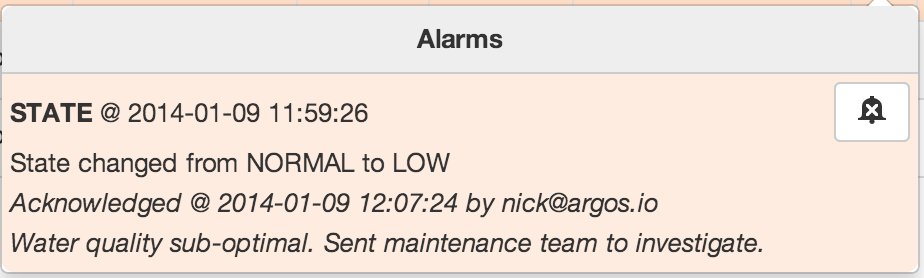 Alarms
STATE @ 2014-01-09 11:59:26
State changed from NORMAL to LOW
Acknowledged @ 2014-01-09 12:07:24 by nick@argos.io
Water quality sub-optimal. Sent maintenance team to investigate.